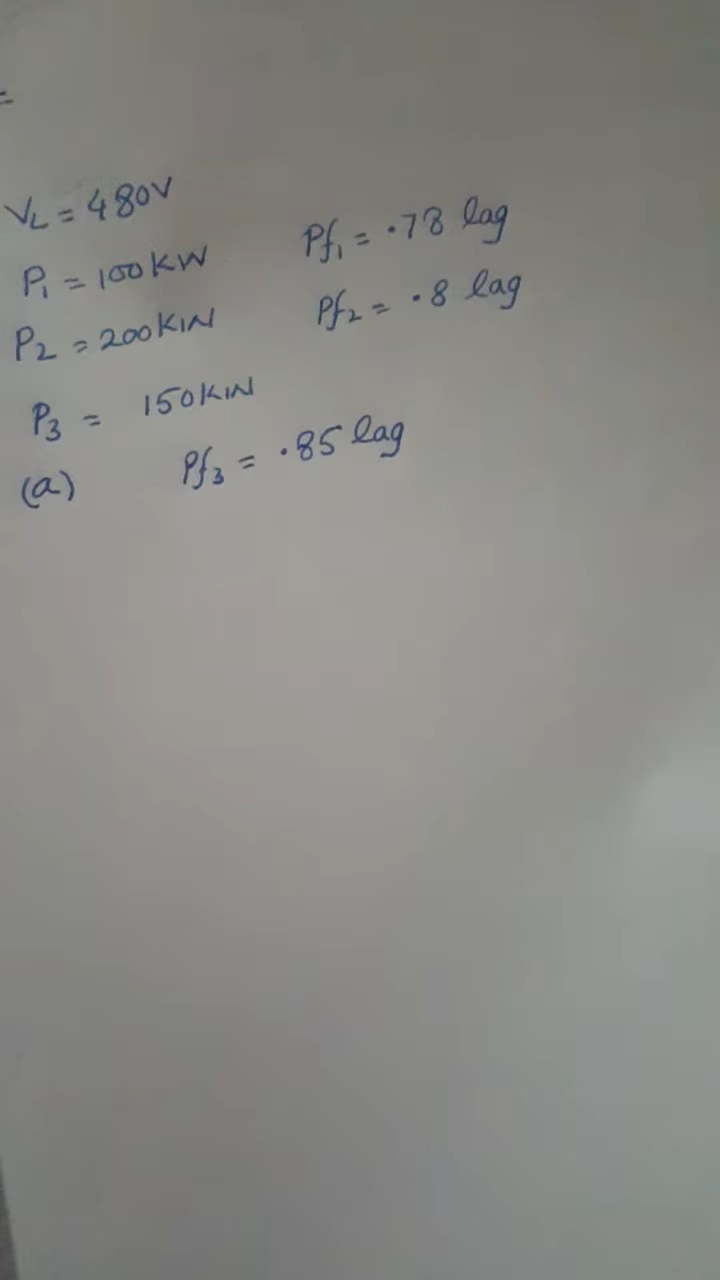 =
VL = 480V
P1 = 100KW Pf1 = .78 lag
P2 = 200KW Pf2 = .8 lag
P3 = 150KW
(a) Pf3 = .85 lag